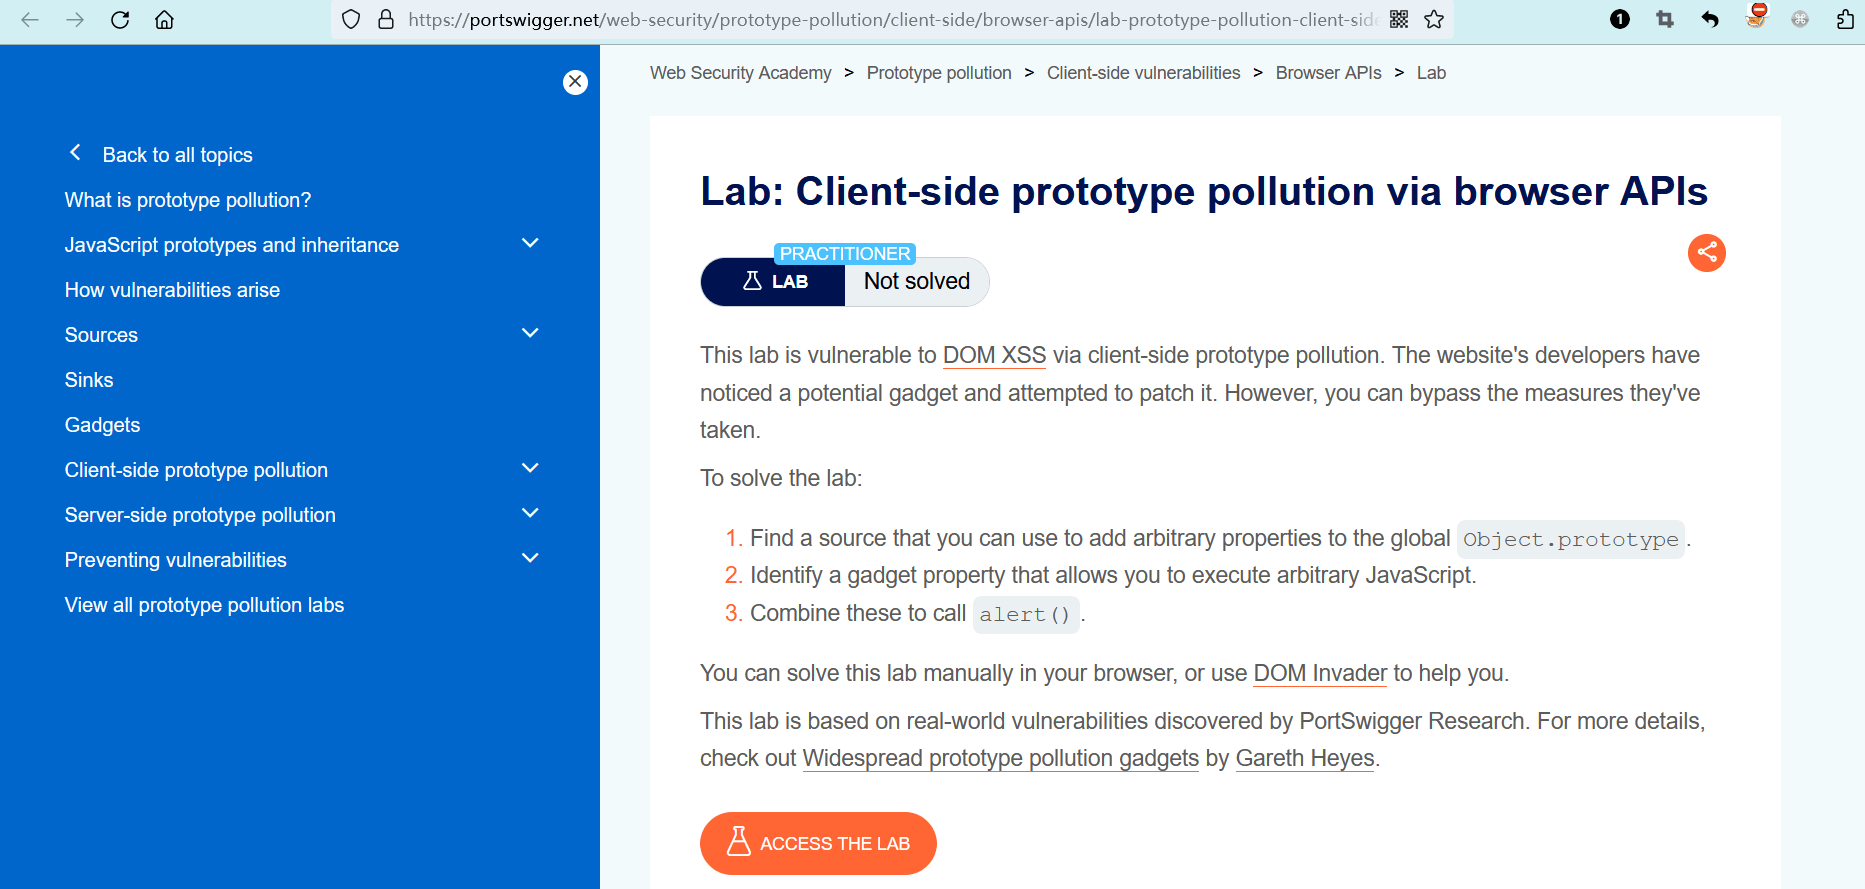 https://portswigger.net/web-security/prototype-pollution/client-side/browser-apis/lab-prototype-pollution-client-side
1
Web Security Academy > Prototype pollution > Client-side vulnerabilities > Browser APIs > Lab
Back to all topics
What is prototype pollution?
JavaScript prototypes and inheritance
How vulnerabilities arise
Sources
Sinks
Gadgets
Client-side prototype pollution
Server-side prototype pollution
Preventing vulnerabilities
View all prototype pollution labs
Lab: Client-side prototype pollution via browser APIs
PRACTITIONER
LAB Not solved
This lab is vulnerable to DOM XSS via client-side prototype pollution. The website's developers have
noticed a potential gadget and attempted to patch it. However, you can bypass the measures they've
taken.
To solve the lab:
1. Find a source that you can use to add arbitrary properties to the global Object.prototype.
2. Identify a gadget property that allows you to execute arbitrary JavaScript.
3. Combine these to call alert().
You can solve this lab manually in your browser, or use DOM Invader to help you.
This lab is based on real-world vulnerabilities discovered by PortSwigger Research. For more details,
check out Widespread prototype pollution gadgets by Gareth Heyes.
ACCESS THE LAB